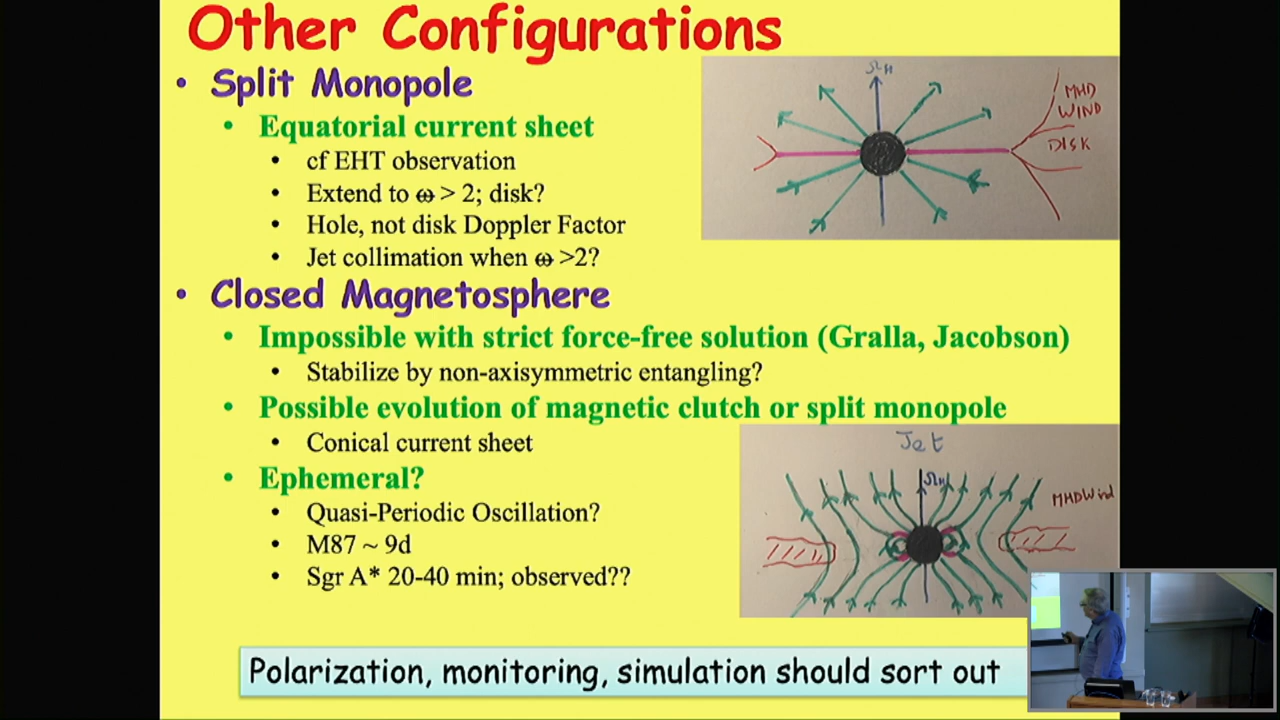 Other Configurations
• Split Monopole
• Equatorial current sheet
• cf EHT observation
• Extend to ϖ > 2; disk?
• Hole, not disk Doppler Factor
• Jet collimation when ϖ >2?
• Closed Magnetosphere
• Impossible with strict force-free solution (Gralla, Jacobson)
• Stabilize by non-axisymmetric entangling?
• Possible evolution of magnetic clutch or split monopole
• Conical current sheet
• Ephemeral?
• Quasi-Periodic Oscillation?
• M87 ~ 9d
• Sgr A* 20-40 min; observed??
Polarization, monitoring, simulation should sort out
Ω_H
MHD
WIND
DISK
Jet
Ω_H
MHDWind